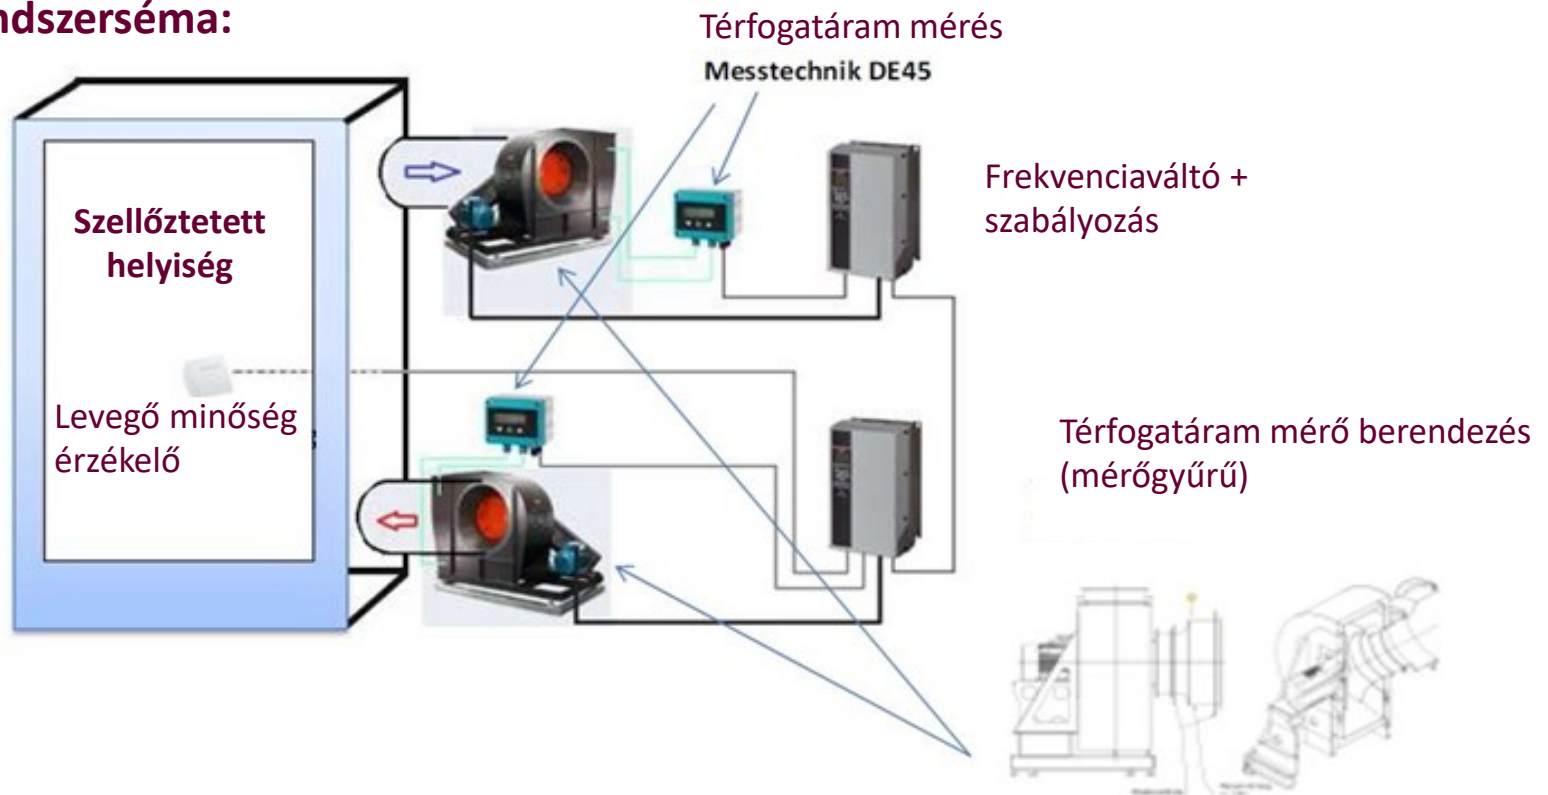 ndszerséma:
Térfogatáram mérés
Messtechnik DE45
Frekvenciaváltó +
szabályozás
Szellőztetett
helyiség
Levegő minőség
érzékelő
Térfogatáram mérő berendezés
(mérőgyűrű)